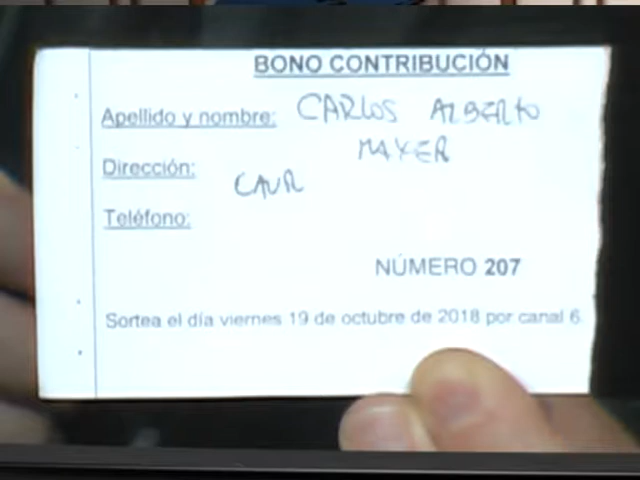 BONO CONTRIBUCIÓN
Apellido y nombre: CARLOS ALBERTO
MAYER
Dirección:
CAUR
Teléfono:
NÚMERO 207
Sortea el día viernes 19 de octubre de 2018 por canal 6.